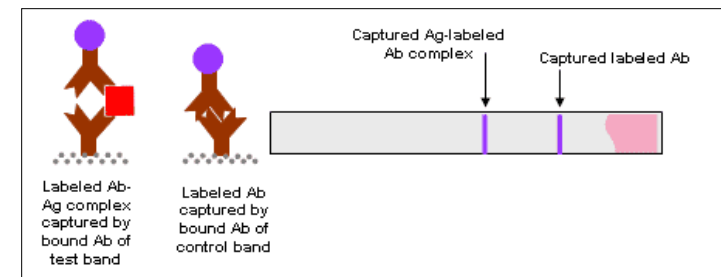 Captured Ag-labeled
Ab complex
Captured labeled Ab
Labeled Ab-
Ag complex
captured by
bound Ab of
test band
Labeled Ab
captured by
bound Ab of
control band